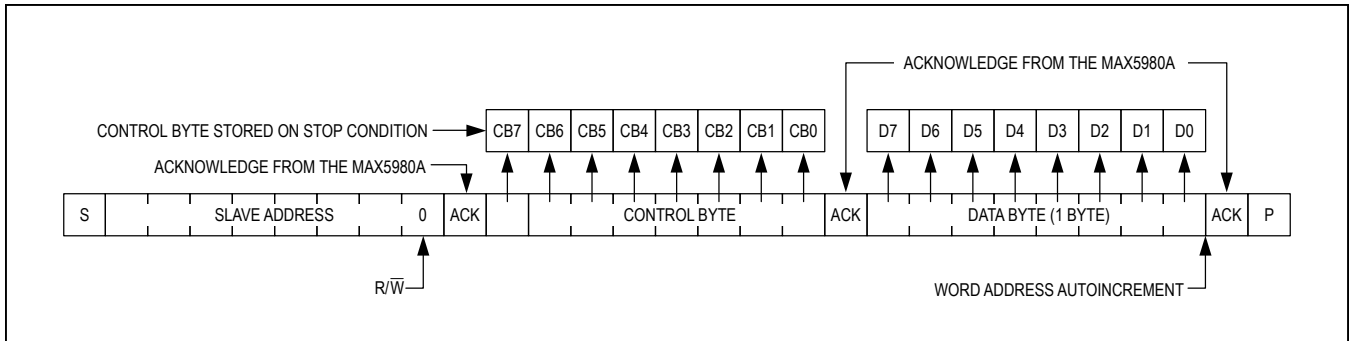 ACKNOWLEDGE FROM THE MAX5980A
CONTROL BYTE STORED ON STOP CONDITION CB7 CB6 CB5 CB4 CB3 CB2 CB1 CB0 D7 D6 D5 D4 D3 D2 D1 D0
ACKNOWLEDGE FROM THE MAX5980A
S SLAVE ADDRESS 0 ACK CONTROL BYTE ACK DATA BYTE (1 BYTE) ACK P
R/W̅ WORD ADDRESS AUTOINCREMENT